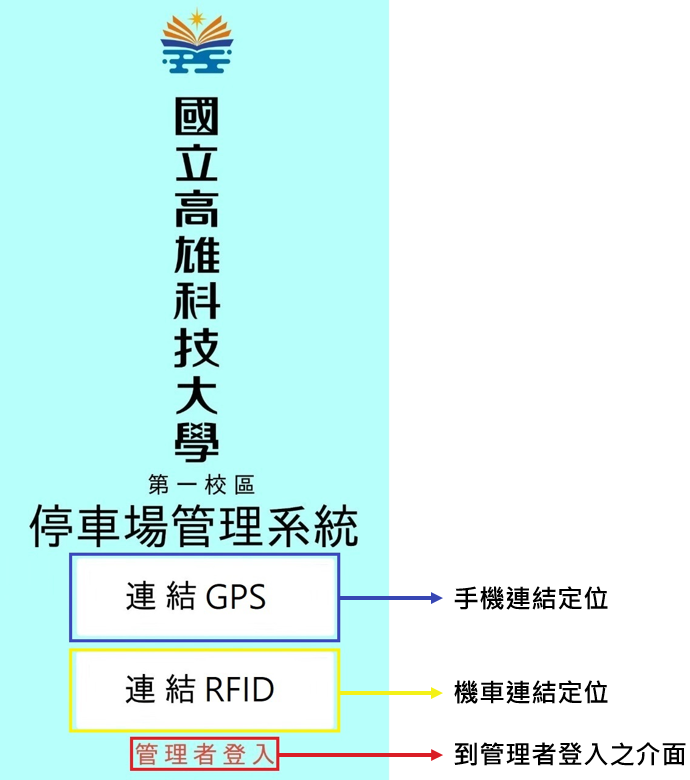 國立高雄科技大學
第一校區
停車場管理系統
連結 GPS
手機連結定位
連結 RFID
機車連結定位
管理者登入
到管理者登入之介面